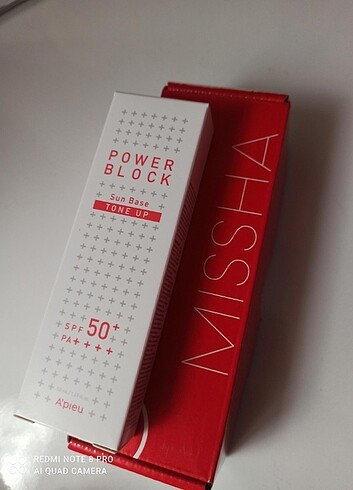 POWER
BLOCK
Sun Base
TONE UP
SPF 50+
PA++++
A'PIEU
MISSHA
REDMI NOTE 8 PRO
AI QUAD CAMERA